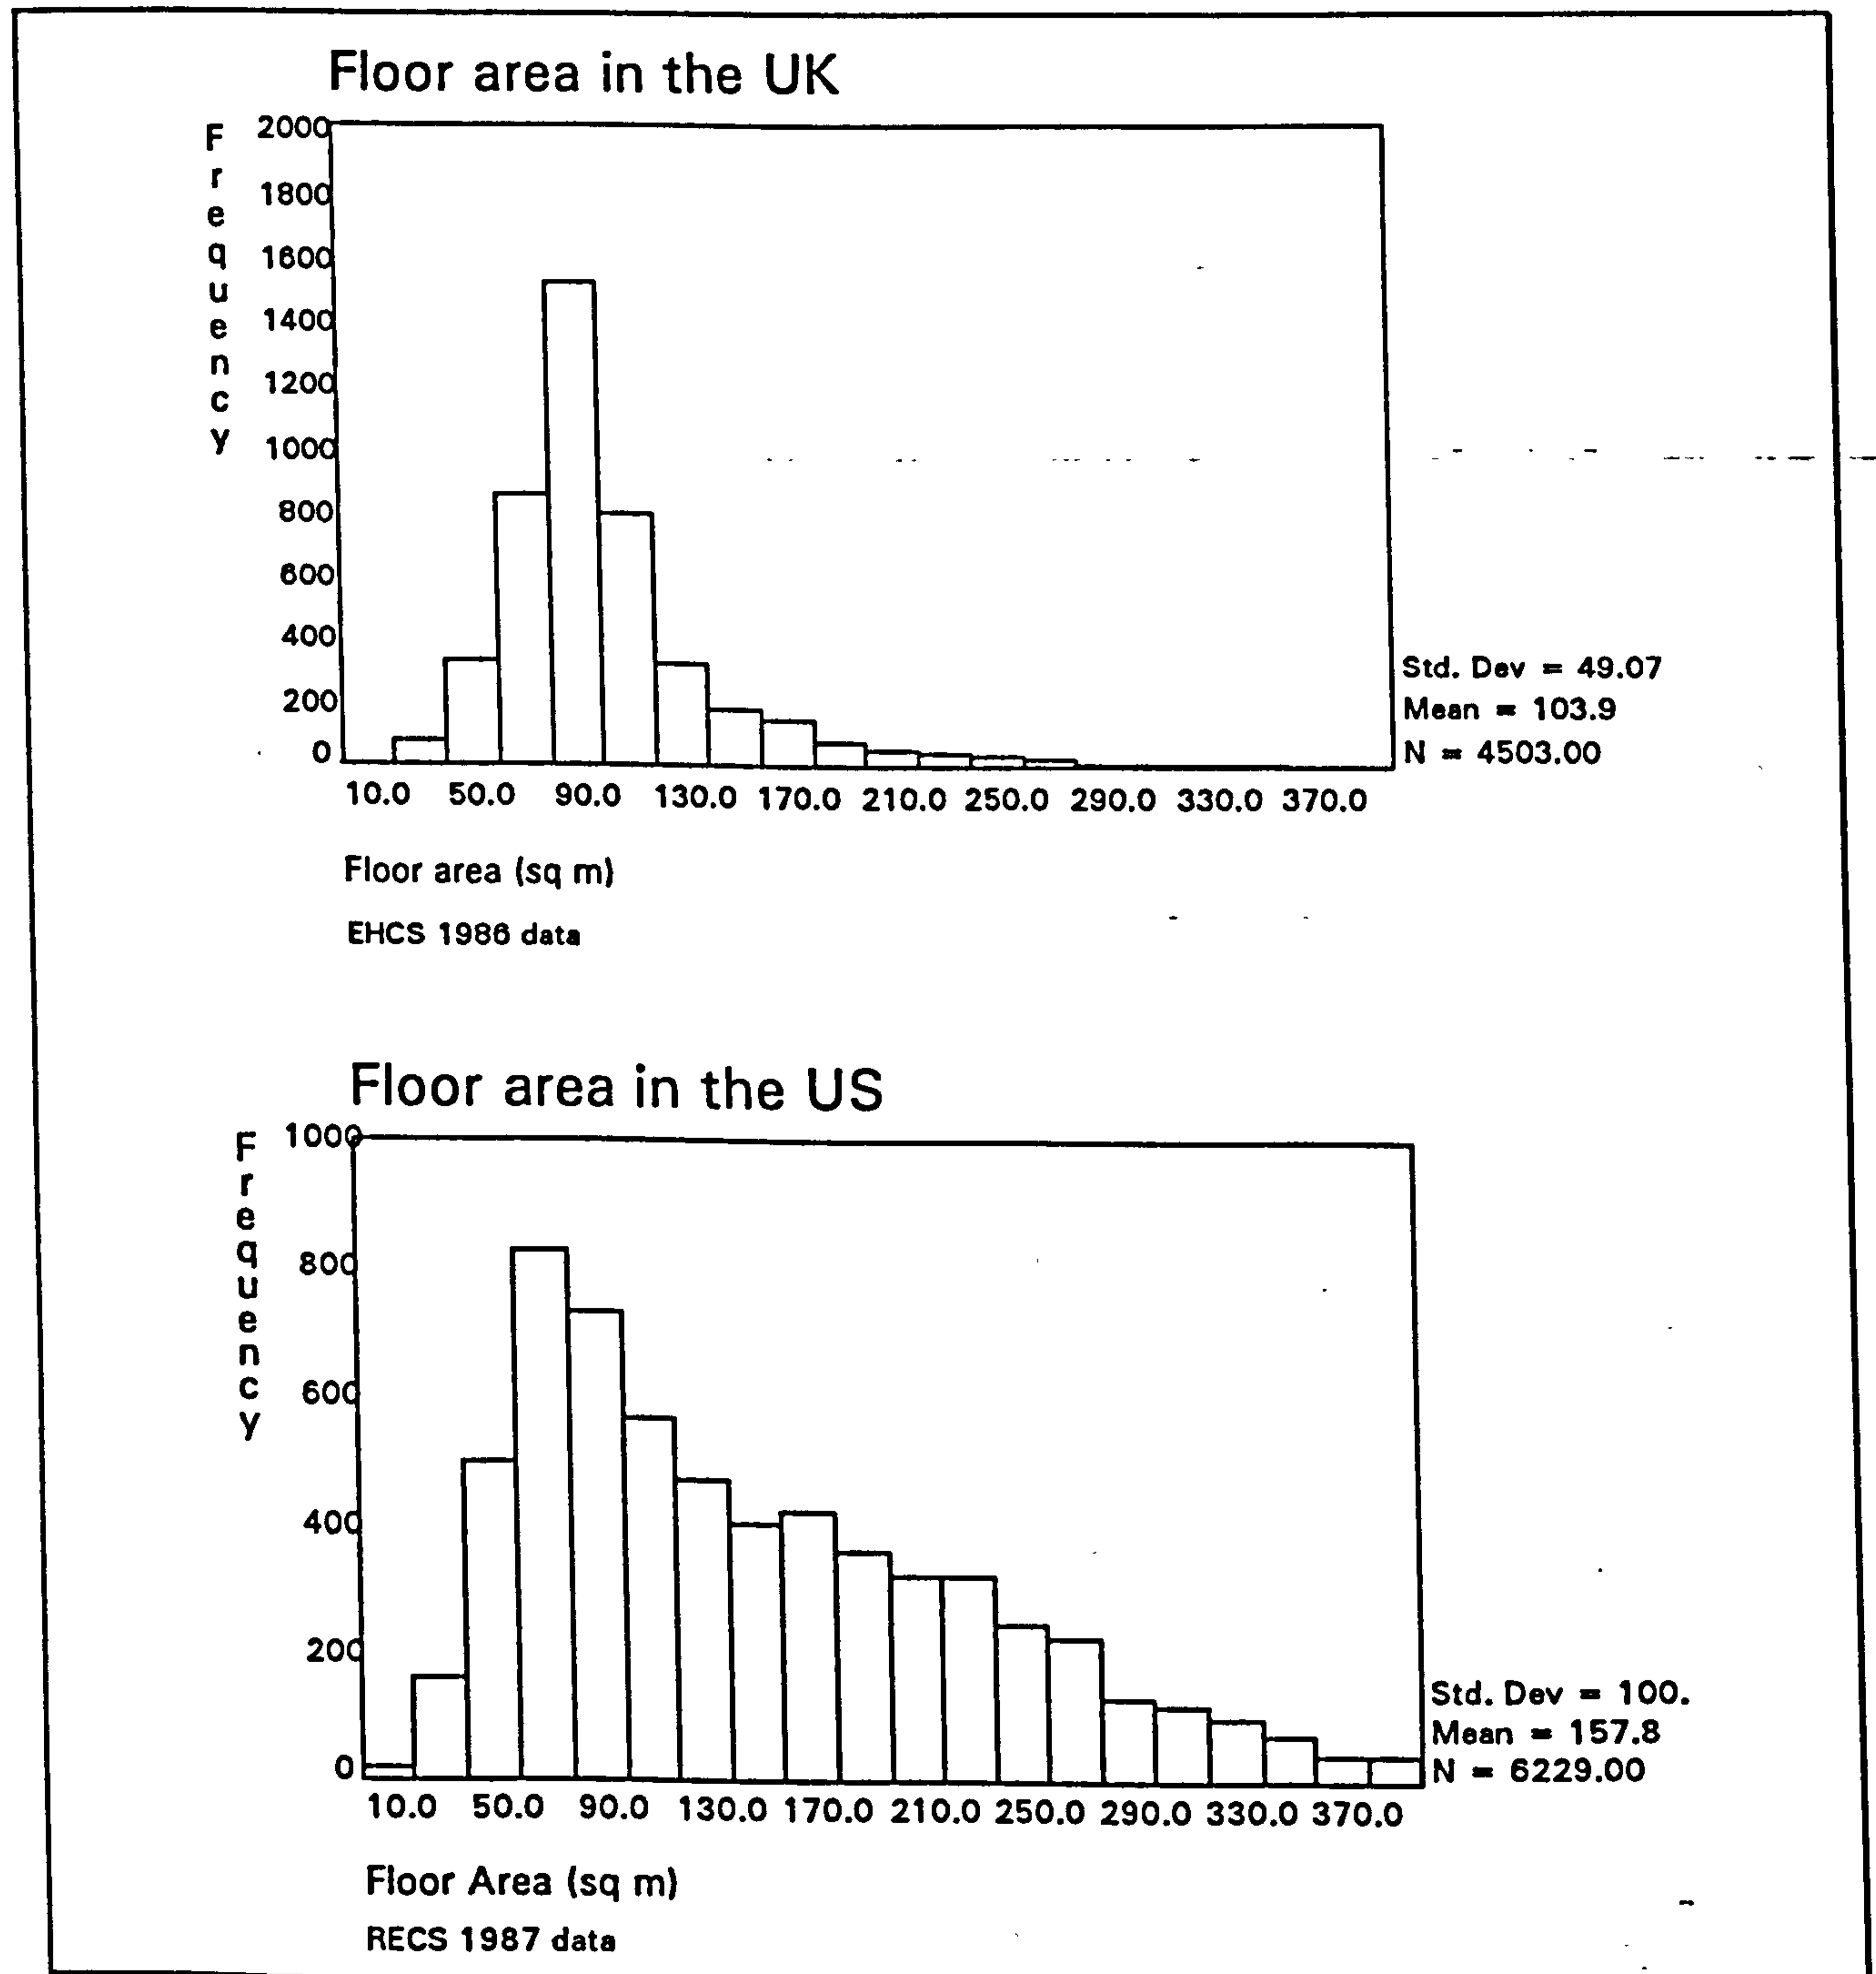 Floor area in the UK
Frequency
2000
1800
1600
1400
1200
1000
800
600
400
200
0
10.0 50.0 90.0 130.0 170.0 210.0 250.0 290.0 330.0 370.0
Std. Dev = 49.07
Mean = 103.9
N = 4503.00
Floor area (sq m)
EHCS 1986 data
Floor area in the US
Frequency
1000
800
600
400
200
0
10.0 50.0 90.0 130.0 170.0 210.0 250.0 290.0 330.0 370.0
Std. Dev = 100.
Mean = 157.8
N = 6229.00
Floor Area (sq m)
RECS 1987 data